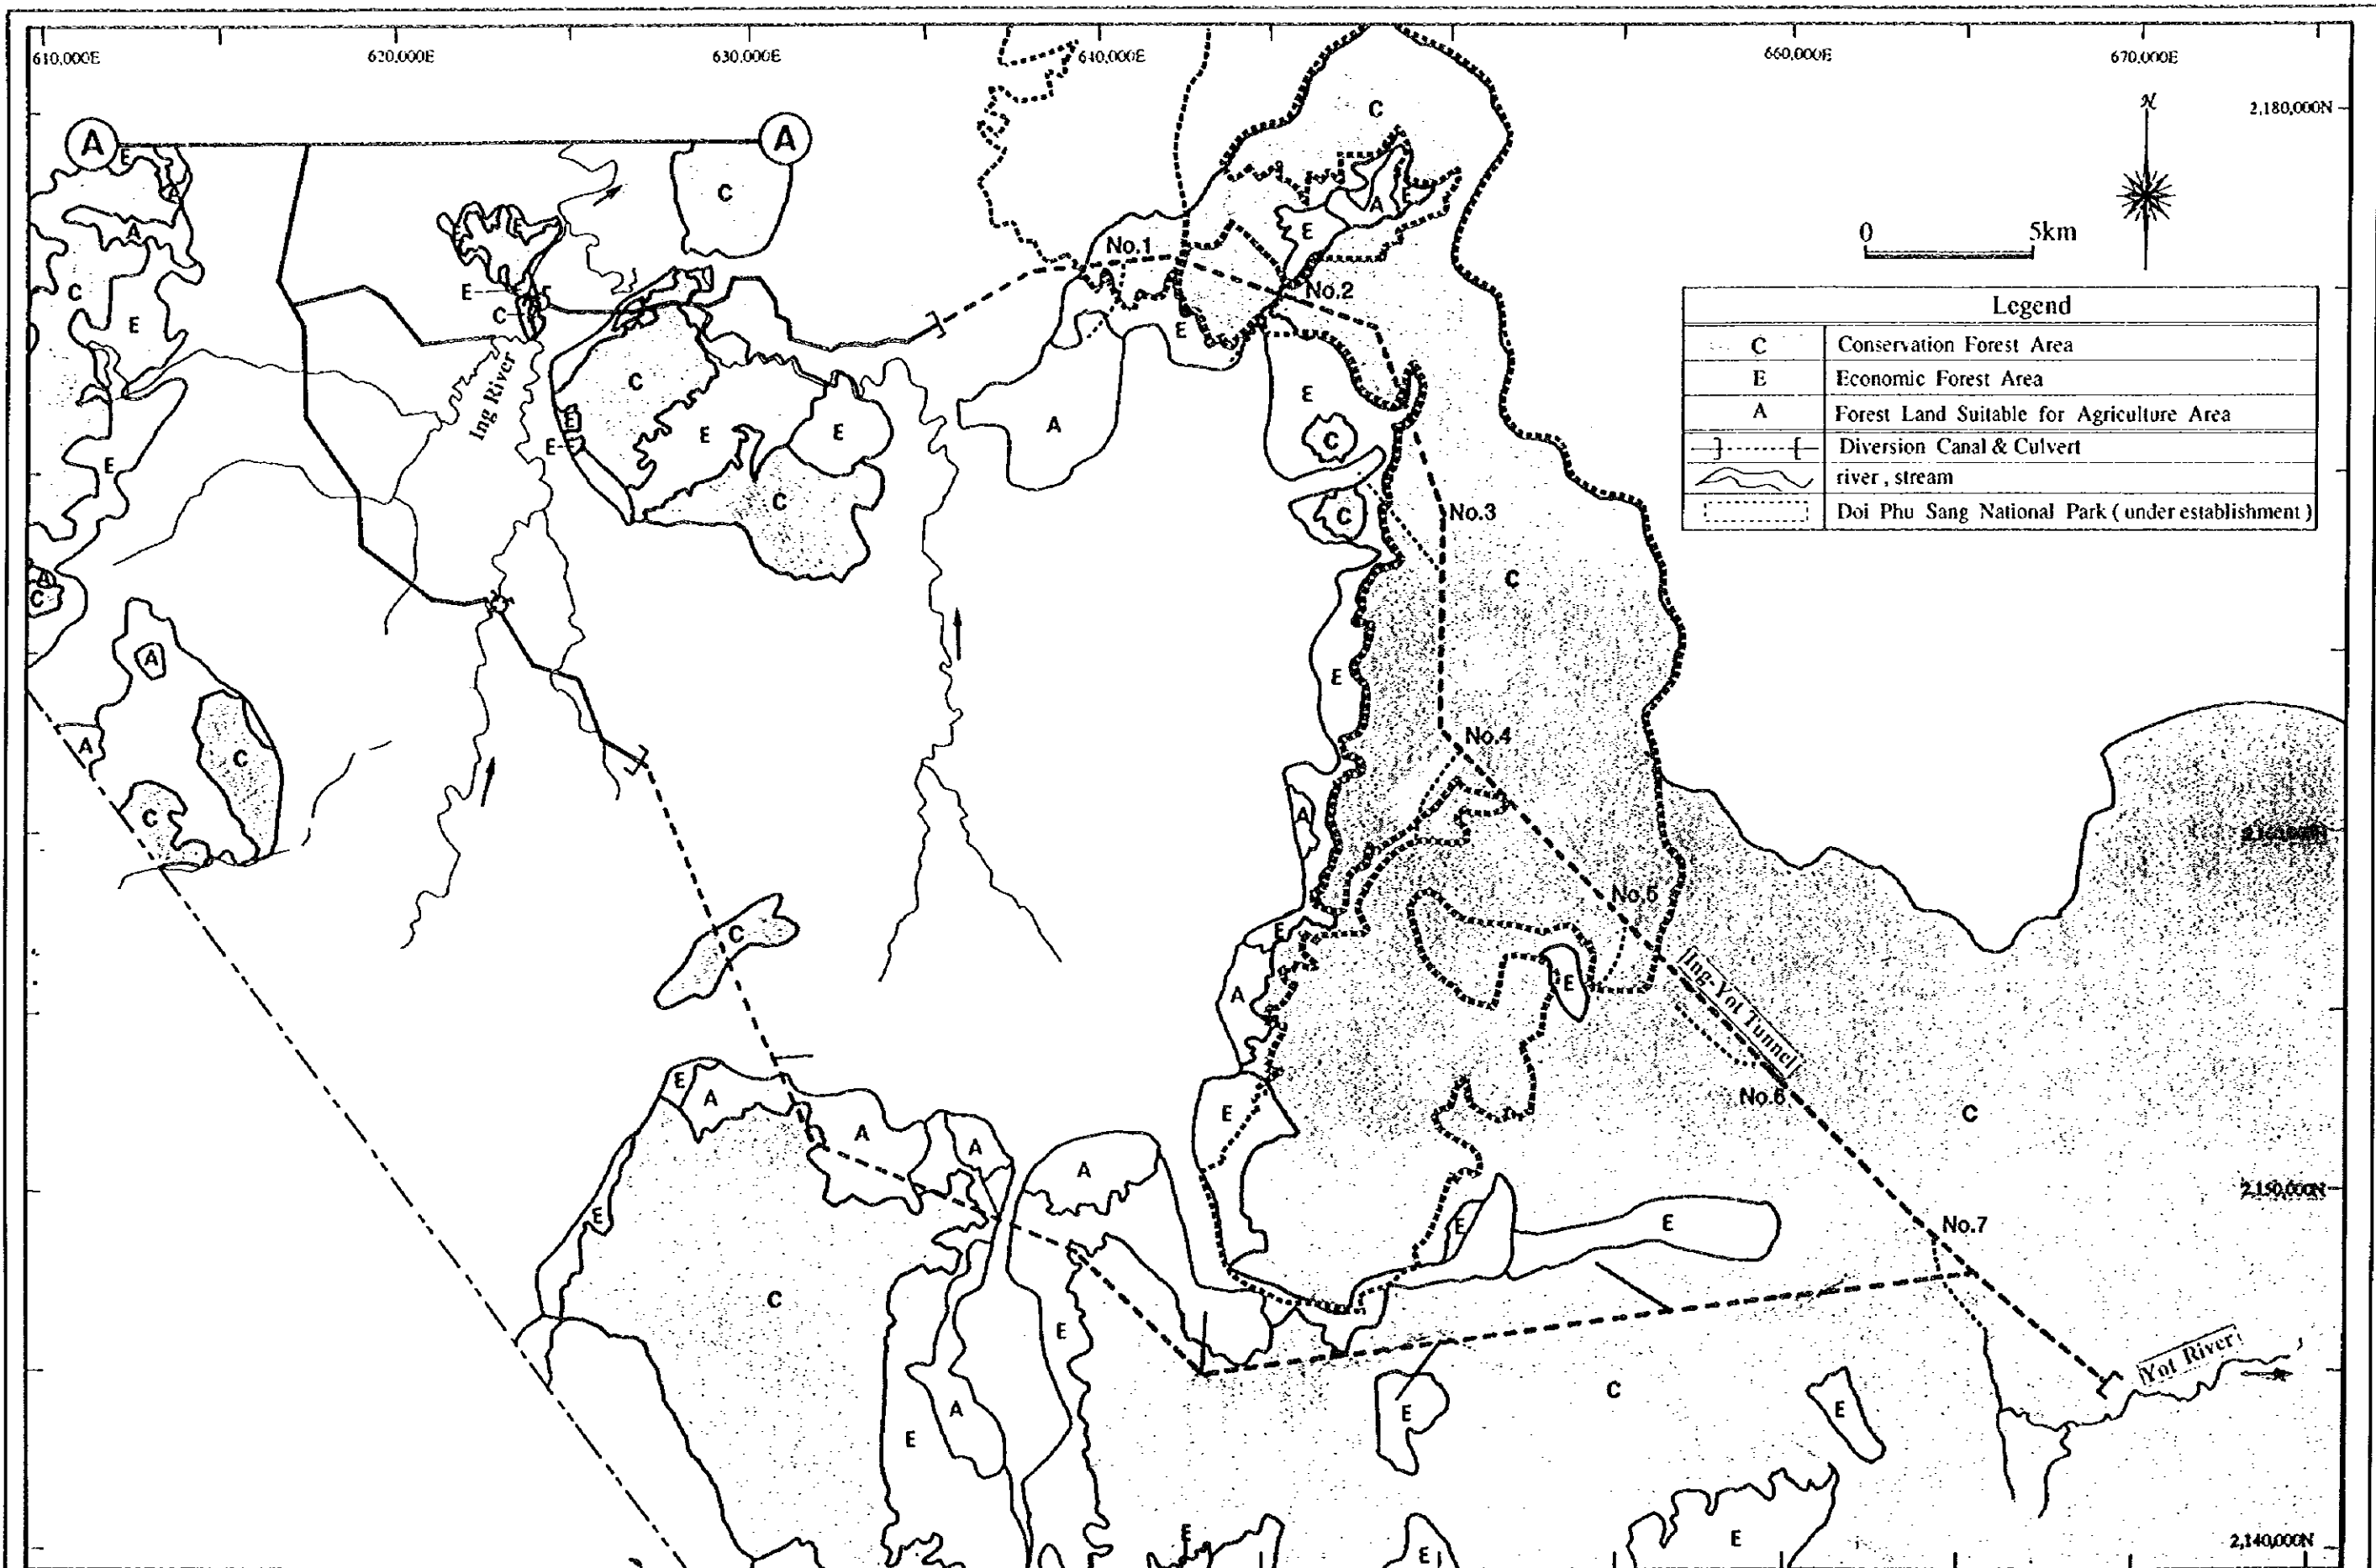 610,000E 620,000E 630,000E 640,000E 660,000E 670,000E
N
2,180,000N
A A
E
C
C
A
A
A
E
No.1
E
0 5km
No.2
E
C
E
C
E
E
Legend
C Conservation Forest Area
E Economic Forest Area
A Forest Land Suitable for Agriculture Area
Diversion Canal & Culvert
river , stream
Doi Phu Sang National Park ( under establishment )
Ing River
C
E
E
E
A
E
C
E
E
C
C
No.3
A
C
C
A
E
A
C
No.4
C
A
No.5
C
E
A
E
Ing-Yot Tunnel
E
A
E
No.6
C
A
A
A
2,150,000N
E
E
E
No.7
C
E
Yot River
A
E
C
E
E
E
E
E
2,140,000N